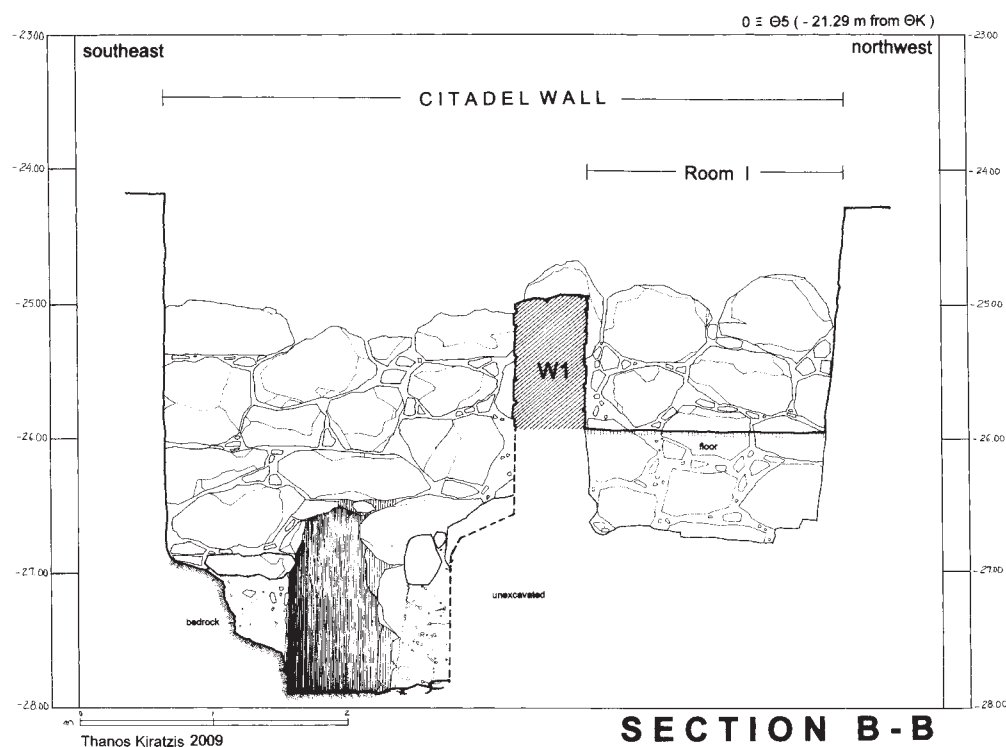 0 ≡ Θ5 ( - 21.29 m from ΘΚ )
-23.00 -23.00
southeast northwest
CITADEL WALL
-24.00 -24.00
Room I
-25.00 -25.00
W1
-26.00 -26.00
floor
-27.00 -27.00
unexcavated
bedrock
-28.00 -28.00
m 0 1 2
Thanos Kiratzis 2009
SECTION B-B